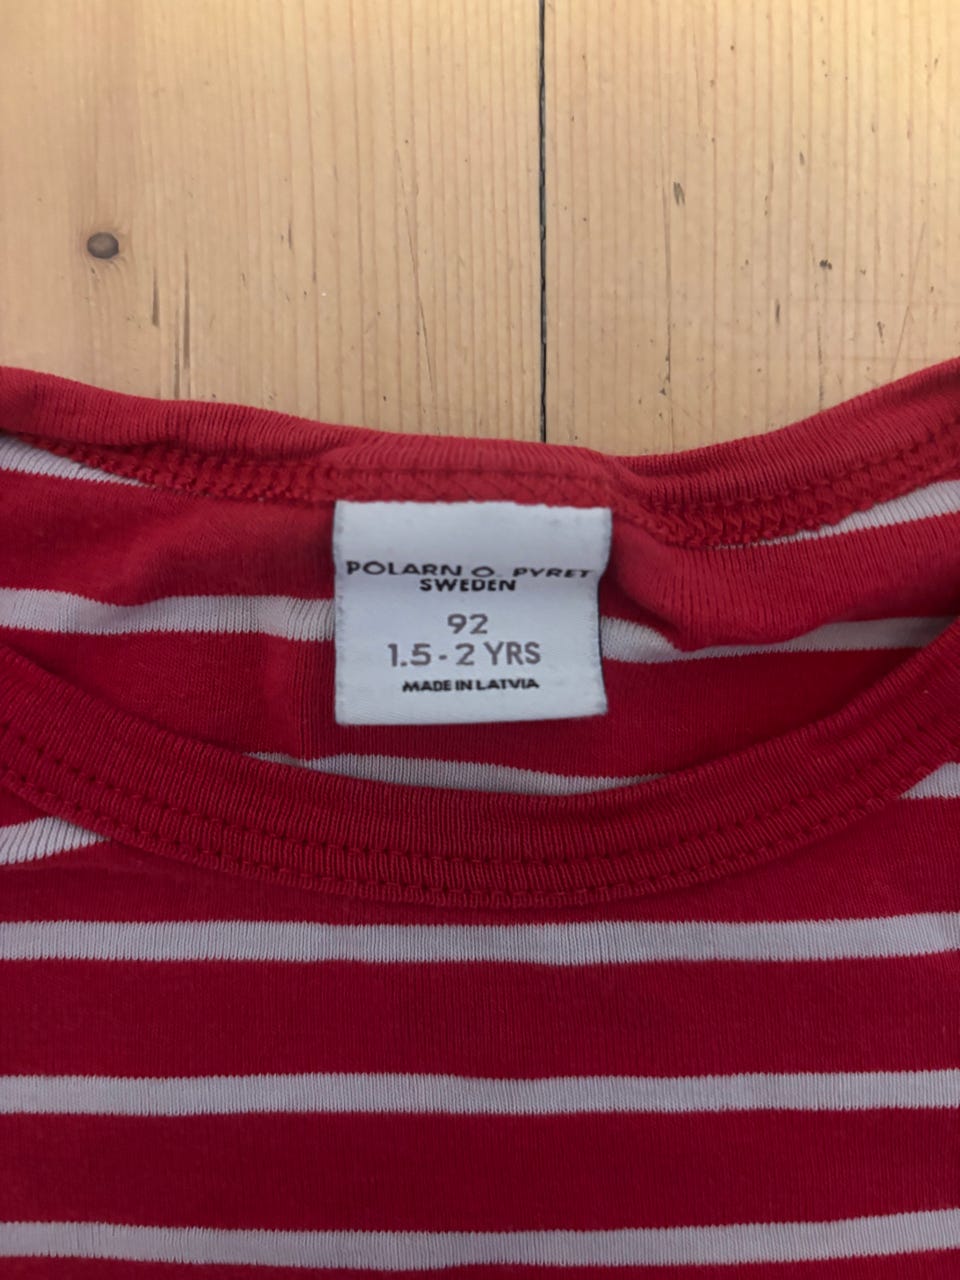 POLARN O. PYRET
SWEDEN
92
1.5 - 2 YRS
MADE IN LATVIA